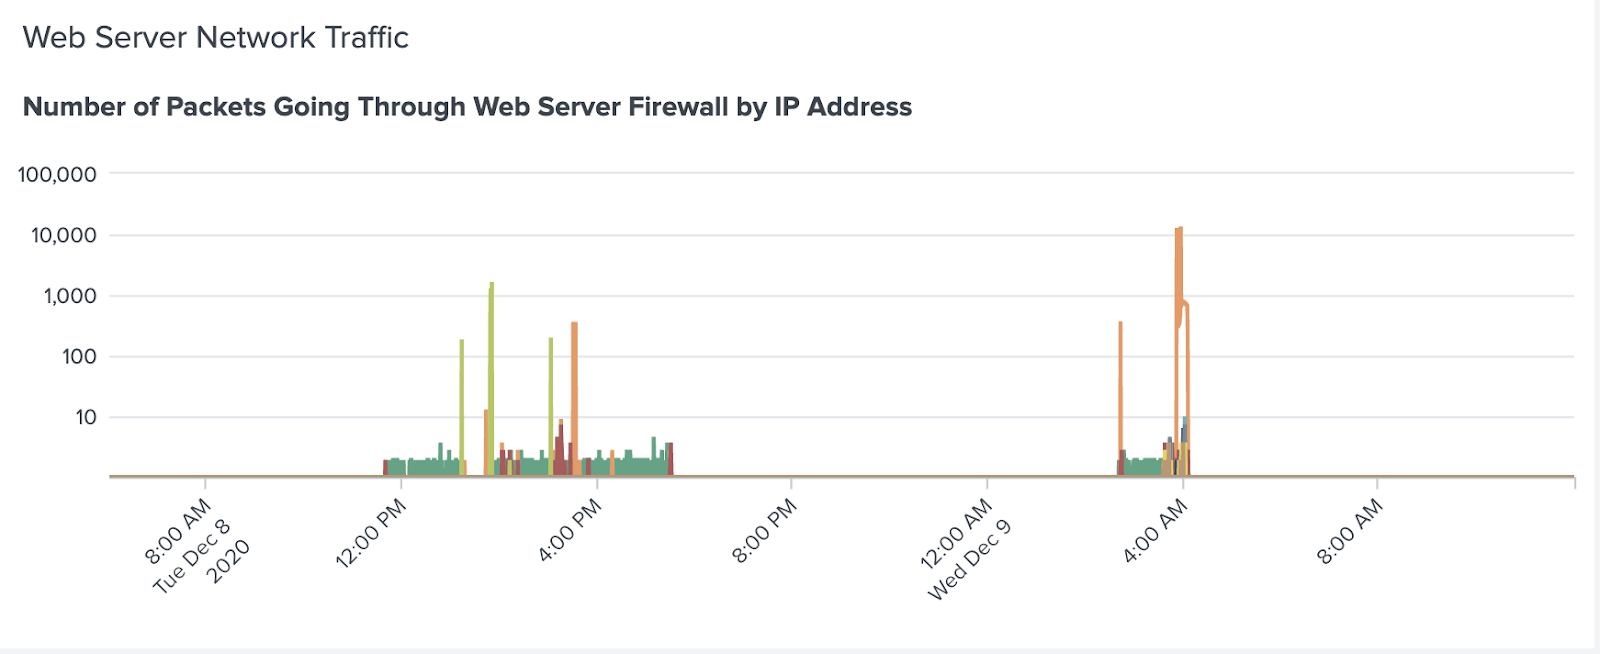 Web Server Network Traffic
Number of Packets Going Through Web Server Firewall by IP Address
100,000
10,000
1,000
100
10
8:00 AM
Tue Dec 8
2020
12:00 PM
4:00 PM
8:00 PM
12:00 AM
Wed Dec 9
4:00 AM
8:00 AM